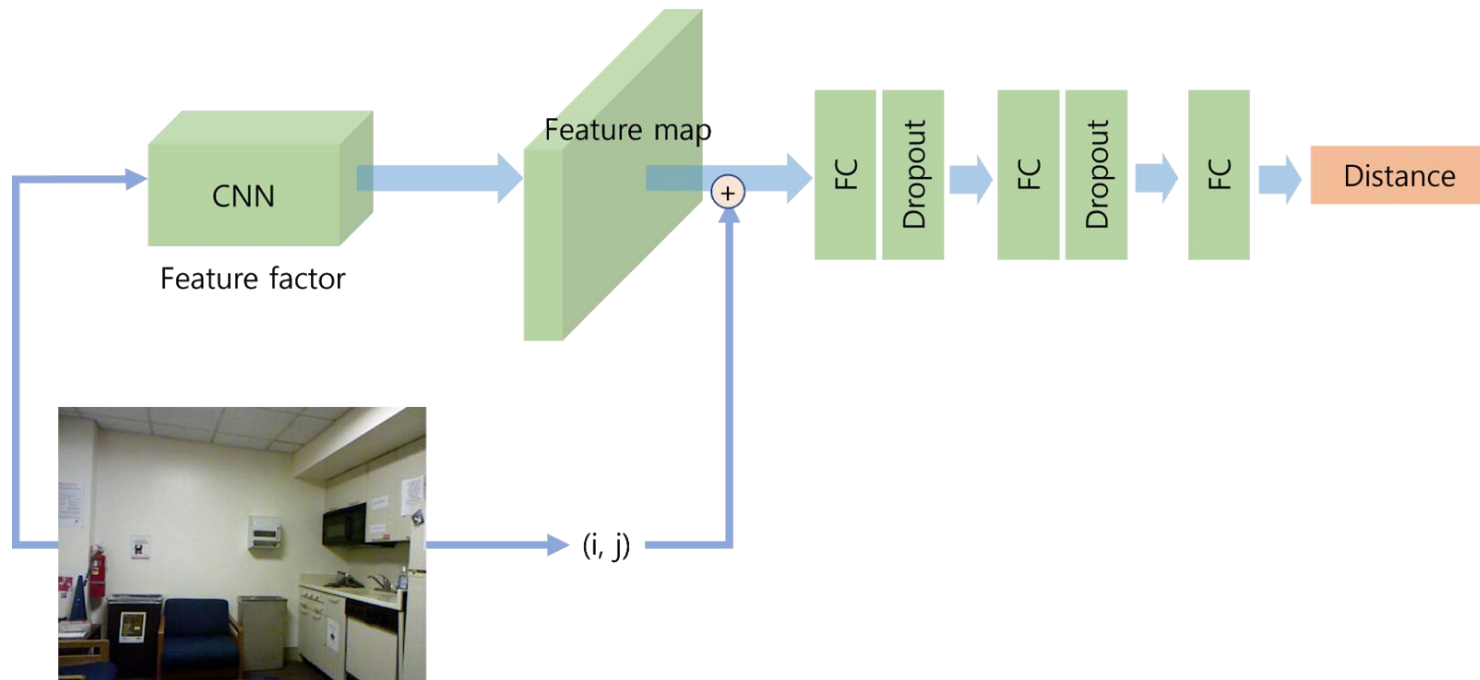 CNN
Feature factor
Feature map
+
FC
Dropout
FC
Dropout
FC
Distance
(i, j)